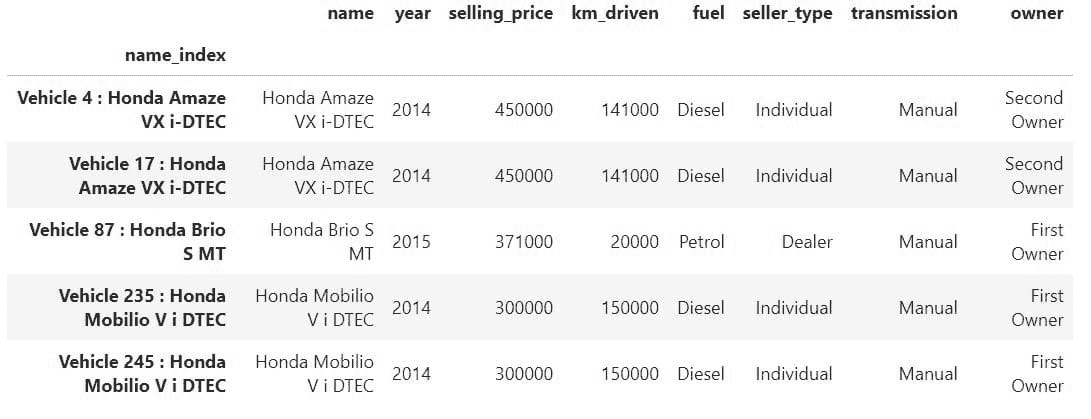 name year selling_price km_driven fuel seller_type transmission owner
name_index
Vehicle 4 : Honda Amaze VX i-DTEC Honda Amaze VX i-DTEC 2014 450000 141000 Diesel Individual Manual Second Owner
Vehicle 17 : Honda Amaze VX i-DTEC Honda Amaze VX i-DTEC 2014 450000 141000 Diesel Individual Manual Second Owner
Vehicle 87 : Honda Brio S MT Honda Brio S MT 2015 371000 20000 Petrol Dealer Manual First Owner
Vehicle 235 : Honda Mobilio V i DTEC Honda Mobilio V i DTEC 2014 300000 150000 Diesel Individual Manual First Owner
Vehicle 245 : Honda Mobilio V i DTEC Honda Mobilio V i DTEC 2014 300000 150000 Diesel Individual Manual First Owner